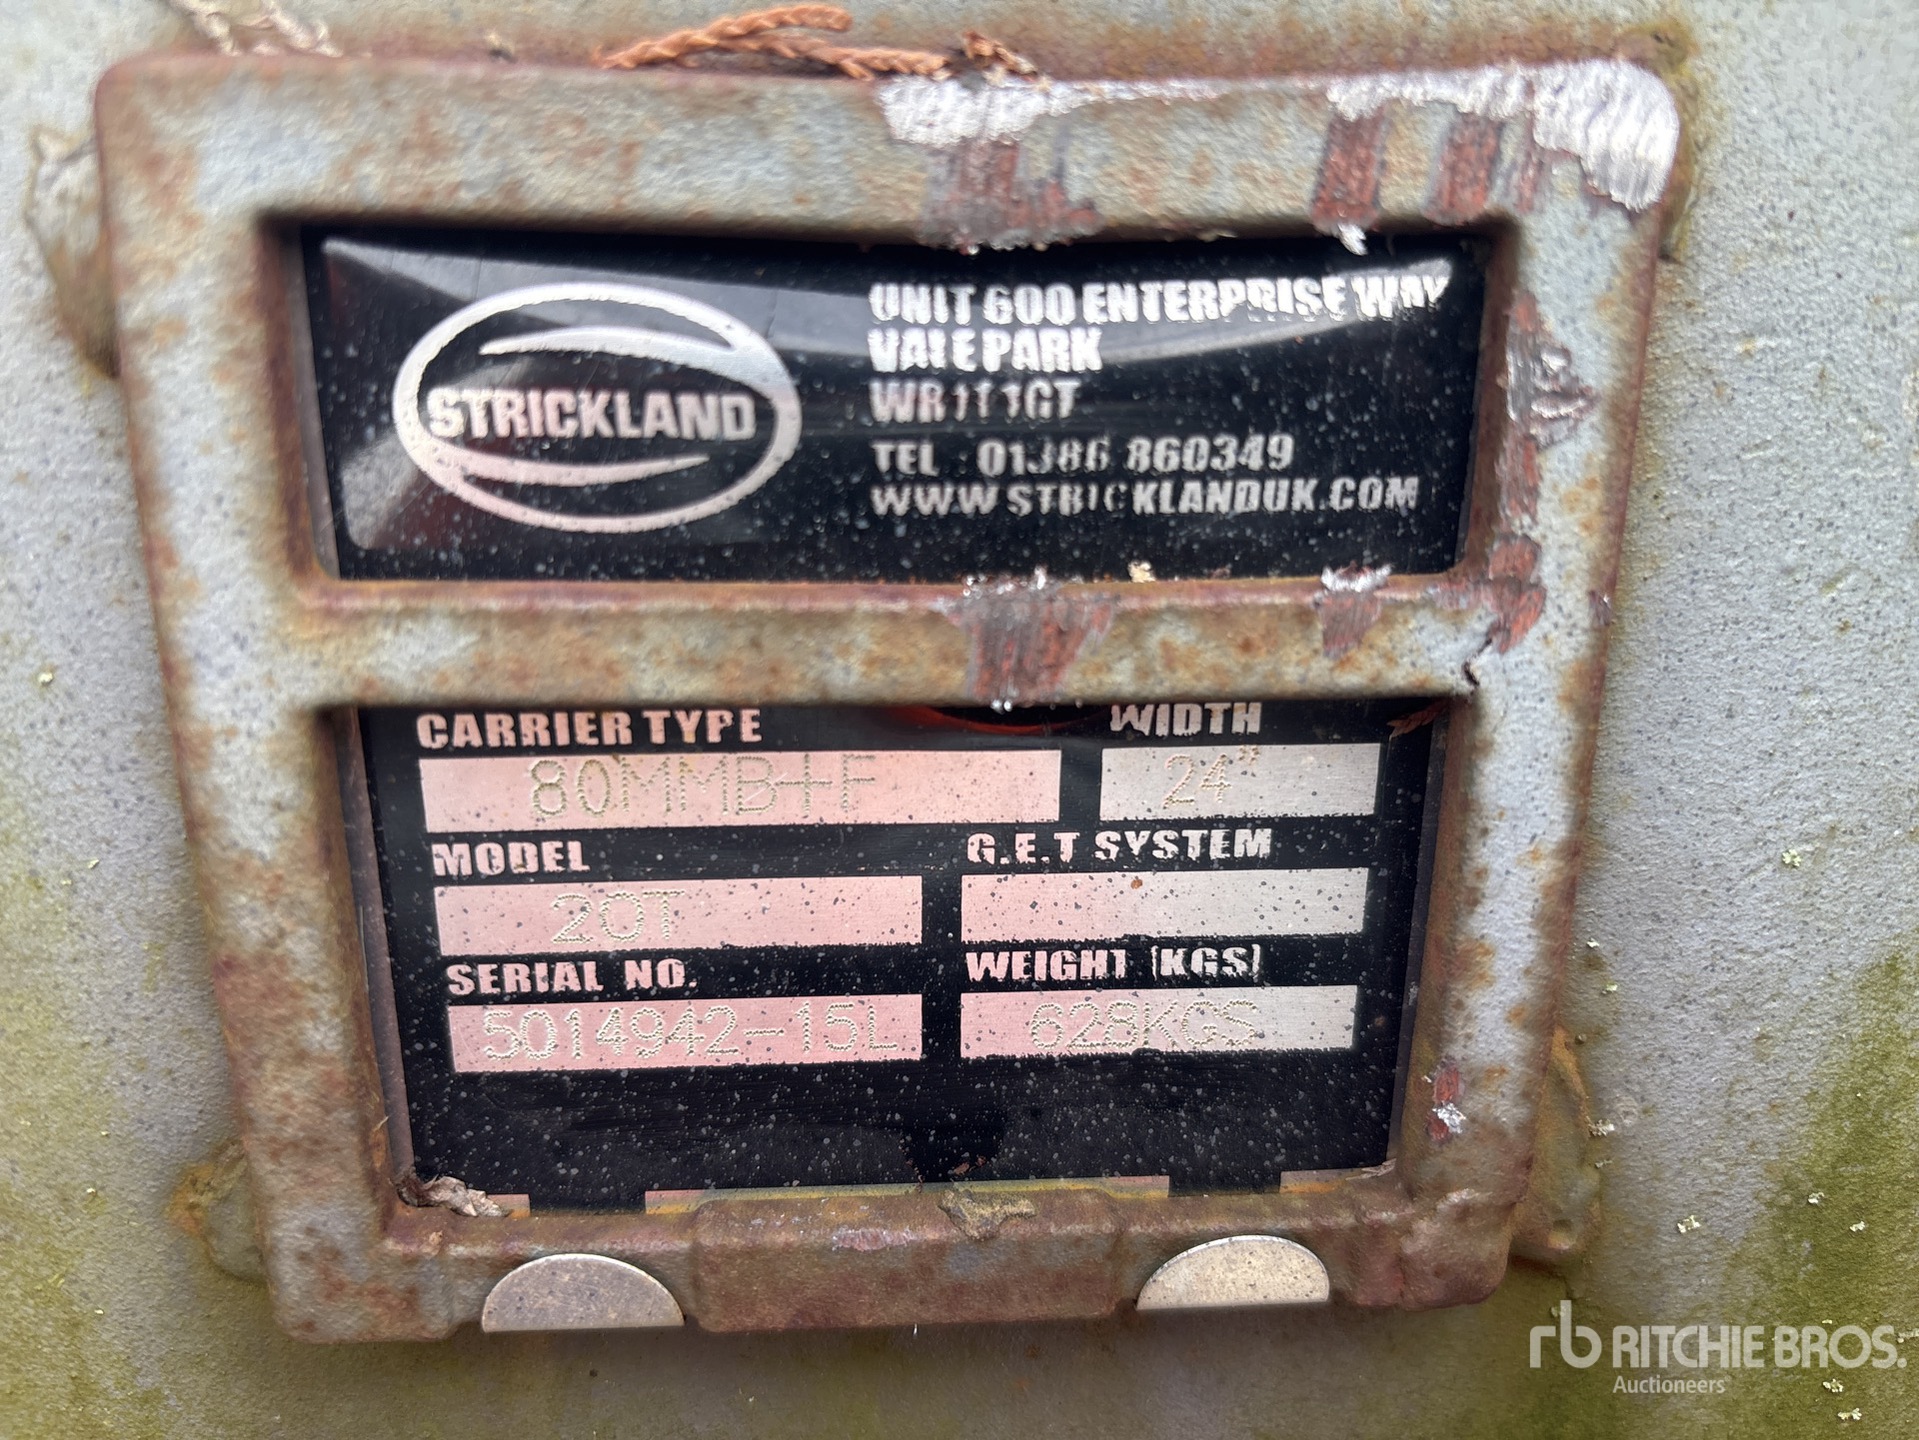 STRICKLAND
UNIT 600 ENTERPRISE WAY
VALE PARK
WR11 1GT
TEL : 01386 860349
WWW.STRICKLANDUK.COM
CARRIER TYPE
WIDTH
80MMB+F
24"
MODEL
G.E.T SYSTEM
20T
SERIAL NO.
WEIGHT (KGS)
5014942-15L
628KGS
rb RITCHIE BROS.
Auctioneers